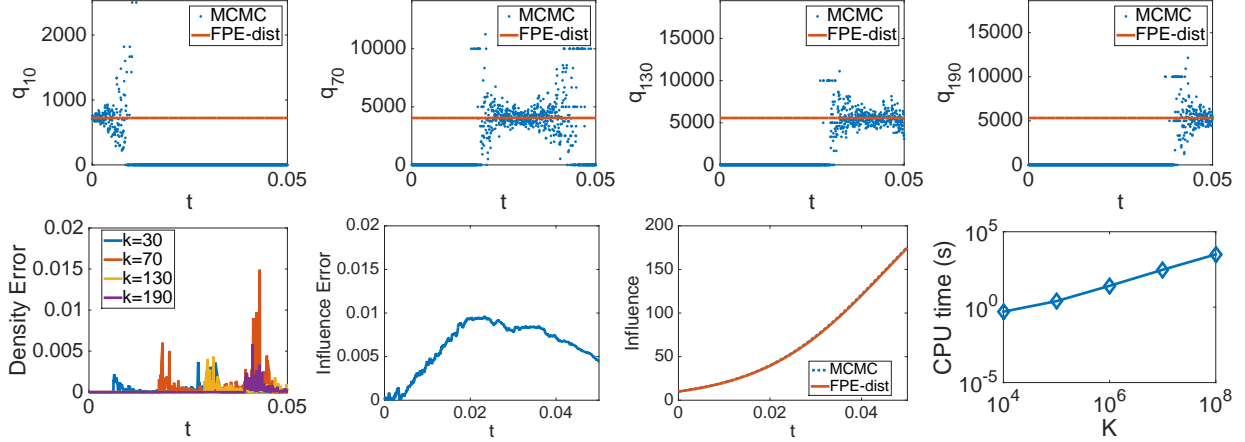 q10
2000
1000
0
MCMC
FPE-dist
0
0.05
t
q70
10000
5000
0
MCMC
FPE-dist
0
0.05
t
q130
15000
10000
5000
0
MCMC
FPE-dist
0
0.05
t
q190
15000
10000
5000
0
MCMC
FPE-dist
0
0.05
t
Density Error
0.02
0.015
0.01
0.005
0
k=30
k=70
k=130
k=190
0
0.05
t
Influence Error
0.02
0.015
0.01
0.005
0
0.00
0.02
0.04
t
Influence
200
150
100
50
0
MCMC
FPE-dist
0.00
0.02
0.04
t
CPU time (s)
10^5
10^0
10^-5
10^4
10^6
10^8
K